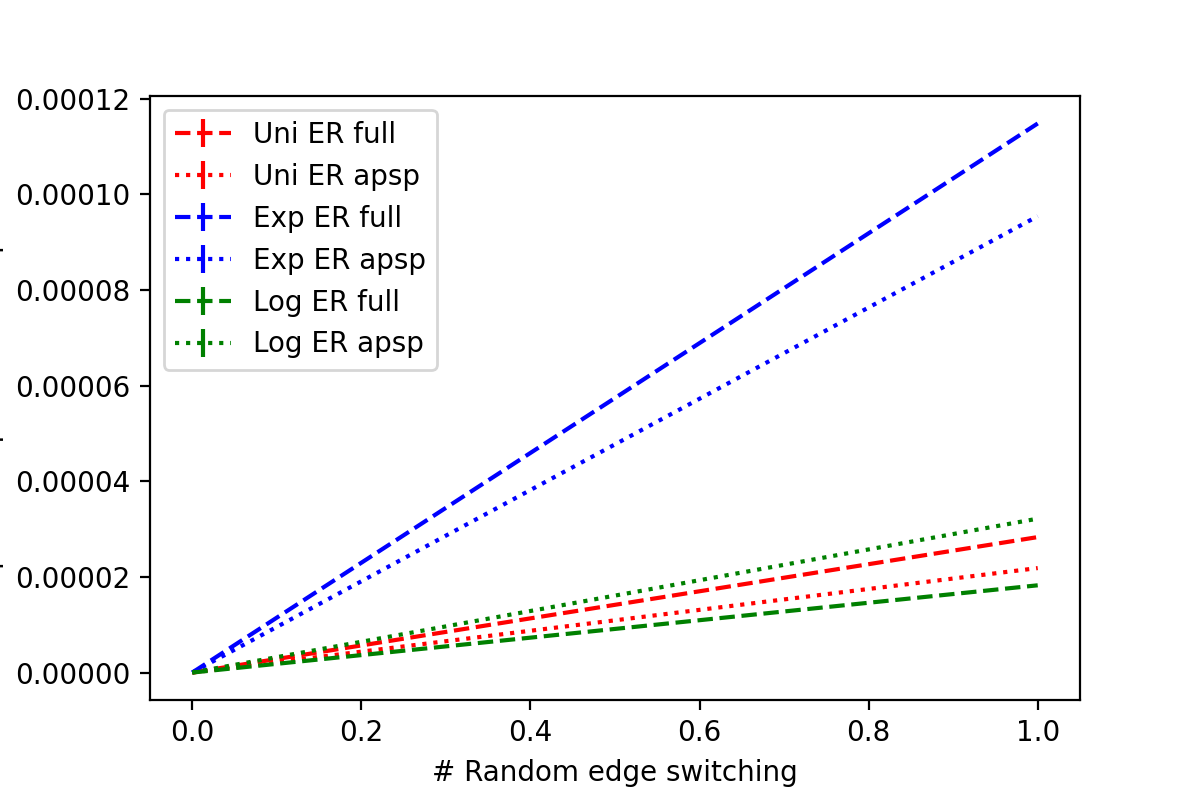 0.00012
0.00010
0.00008
0.00006
0.00004
0.00002
0.00000
Uni ER full
Uni ER apsp
Exp ER full
Exp ER apsp
Log ER full
Log ER apsp
0.0 0.2 0.4 0.6 0.8 1.0
# Random edge switching